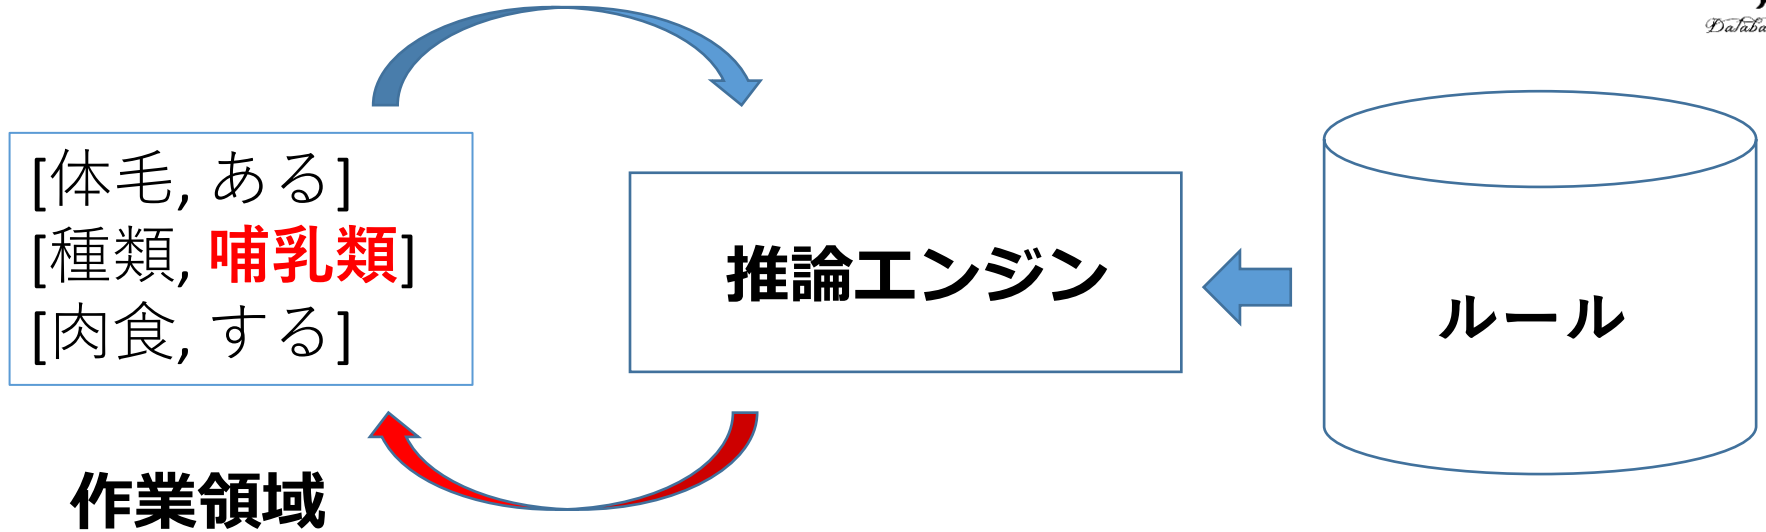 [体毛, ある]
[種類, 哺乳類]
[肉食, する]
推論エンジン
ルール
作業領域